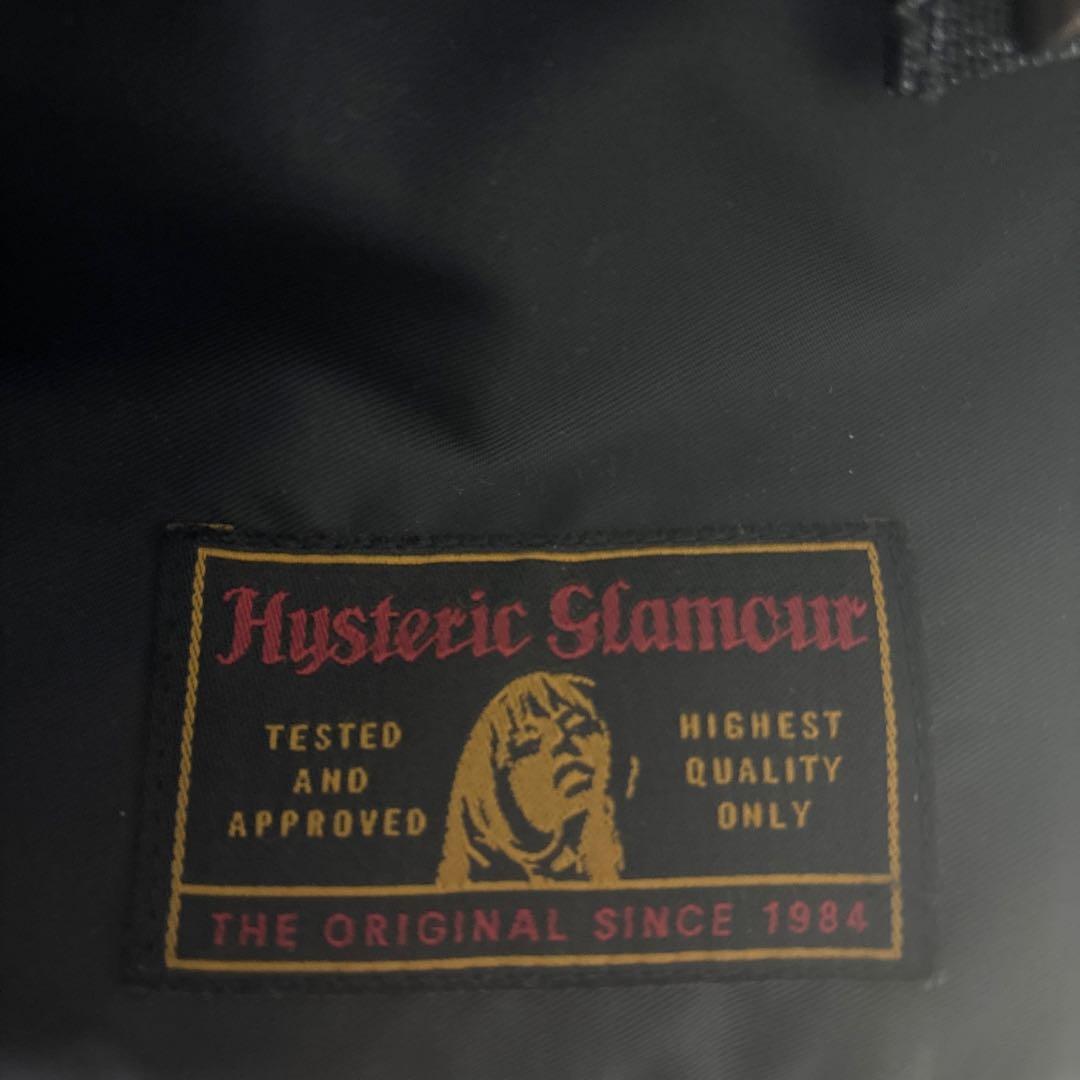 Hysteric Glamour
TESTED
AND
APPROVED
HIGHEST
QUALITY
ONLY
THE ORIGINAL SINCE 1984